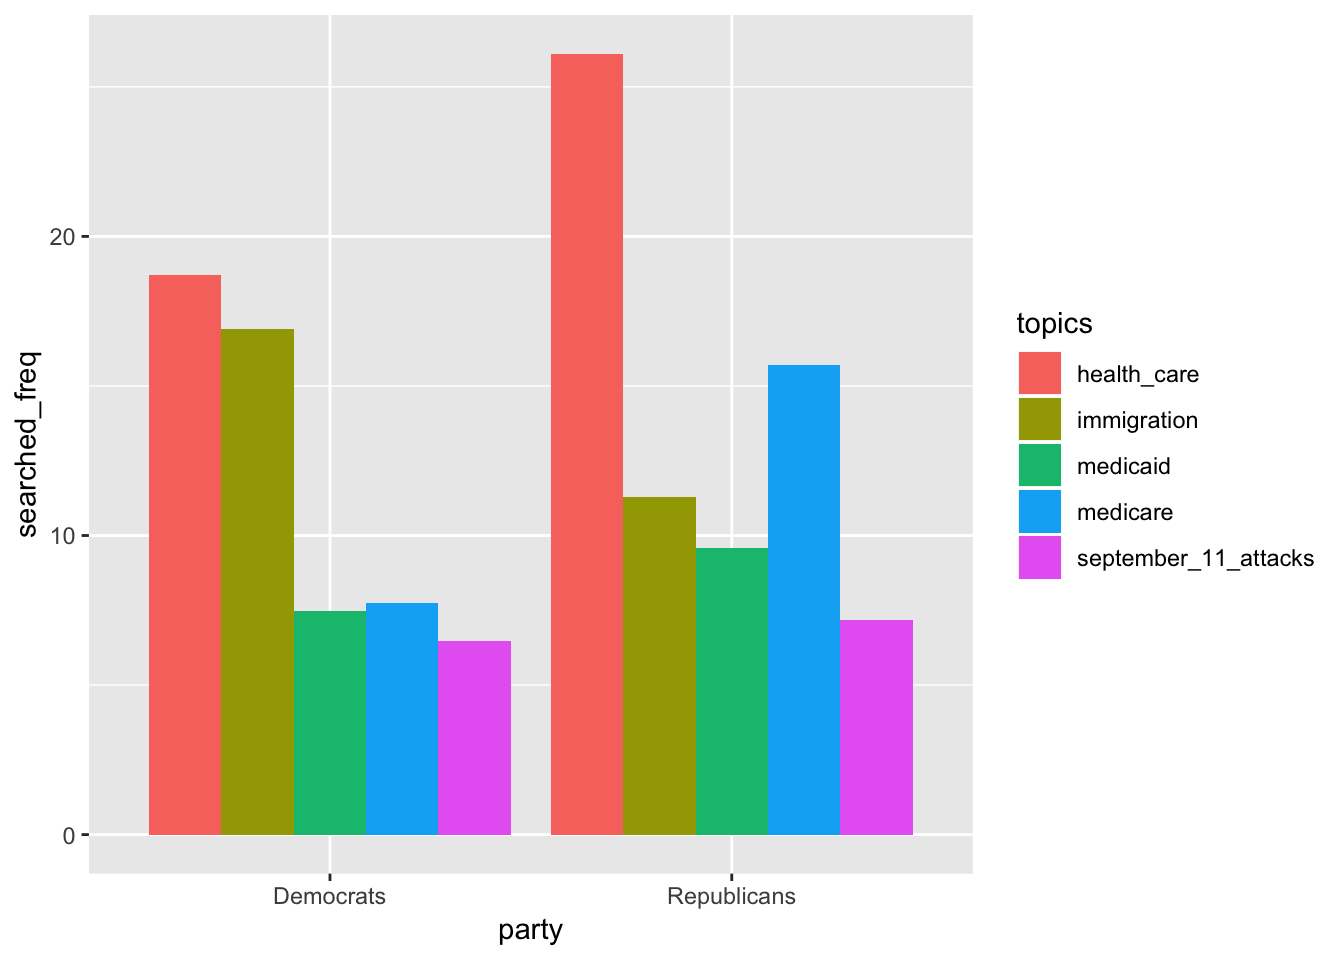 searched_freq
20
10
0
Democrats
Republicans
party
topics
health_care
immigration
medicaid
medicare
september_11_attacks